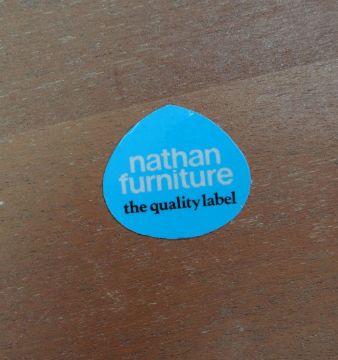 nathan
furniture
the quality label